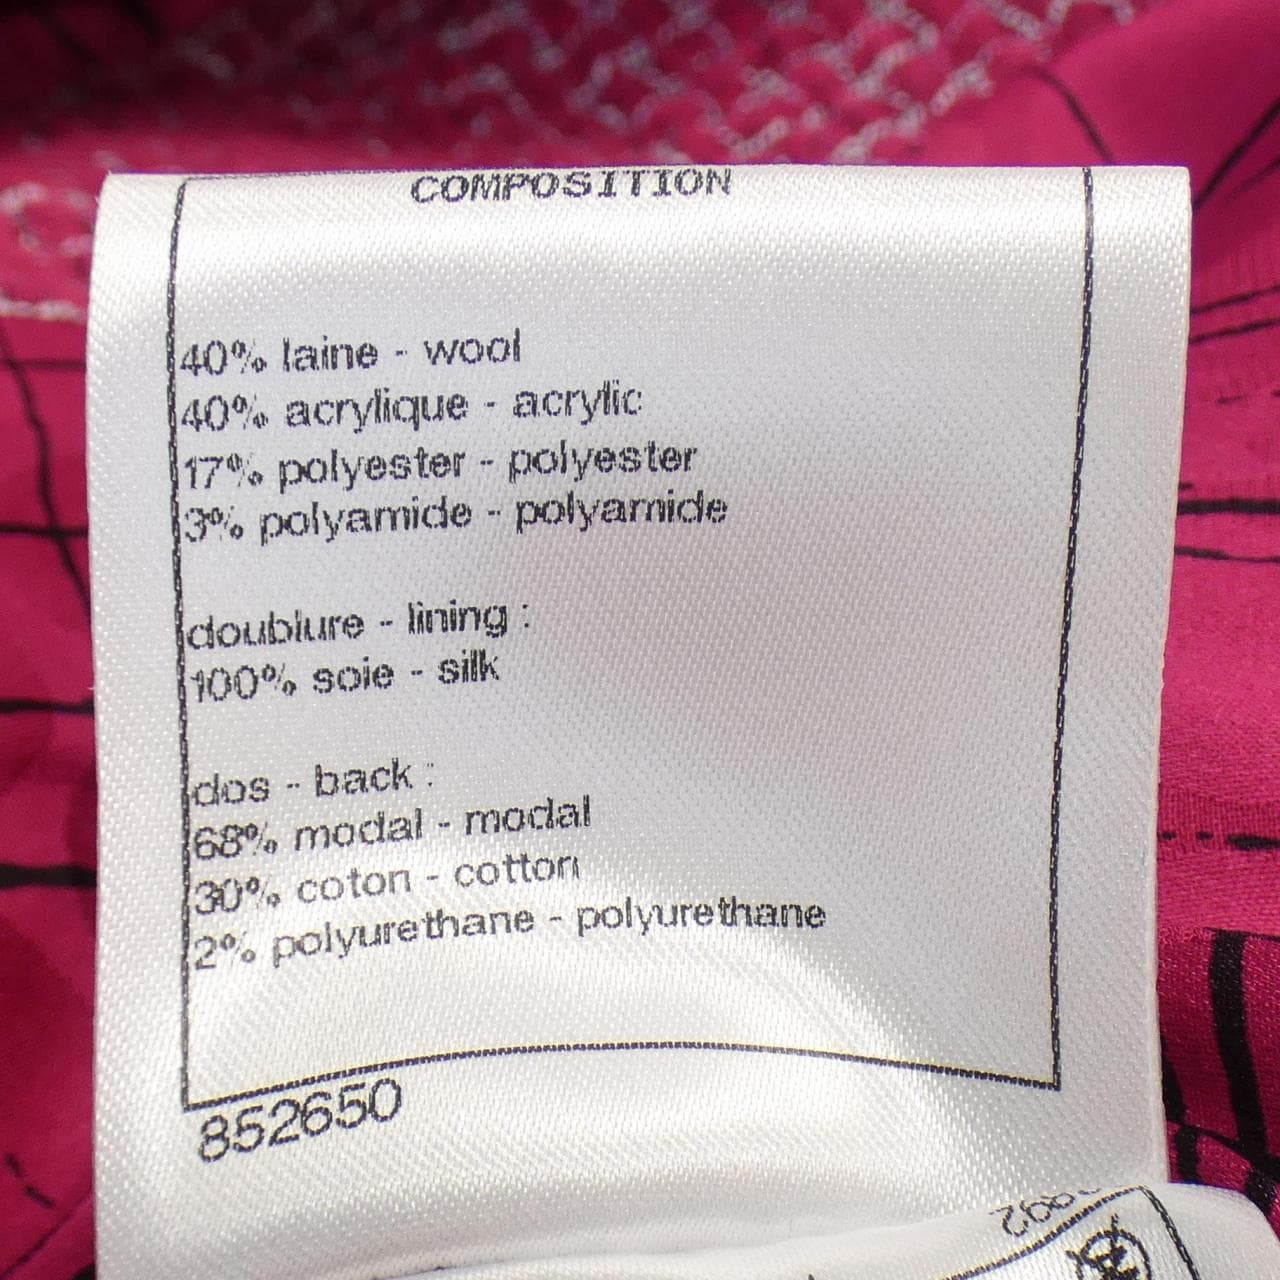 COMPOSITION
40% laine - wool
40% acrylique - acrylic
17% polyester - polyester
3% polyamide - polyamide
doublure - lining :
100% soie - silk
dos - back :
68% modal - modal
30% coton - cotton
2% polyurethane - polyurethane
852650